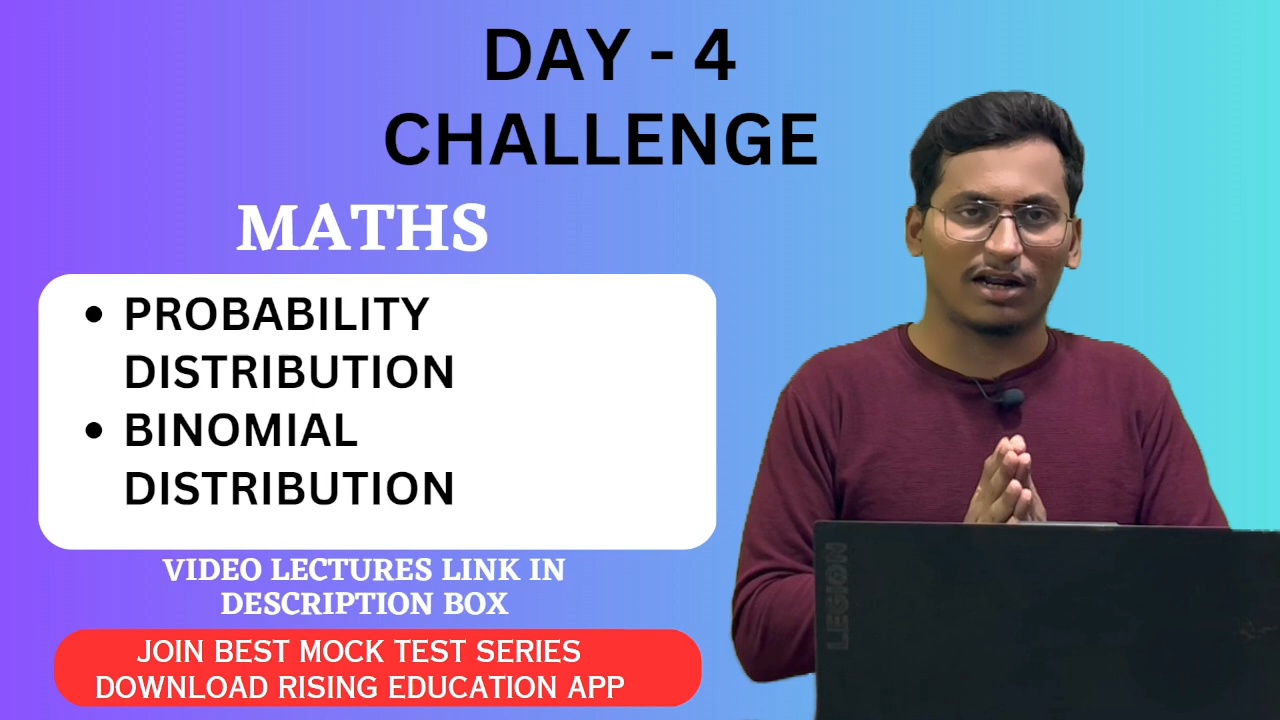 DAY - 4
CHALLENGE
MATHS
• PROBABILITY
DISTRIBUTION
• BINOMIAL
DISTRIBUTION
VIDEO LECTURES LINK IN
DESCRIPTION BOX
JOIN BEST MOCK TEST SERIES
DOWNLOAD RISING EDUCATION APP
LEGION